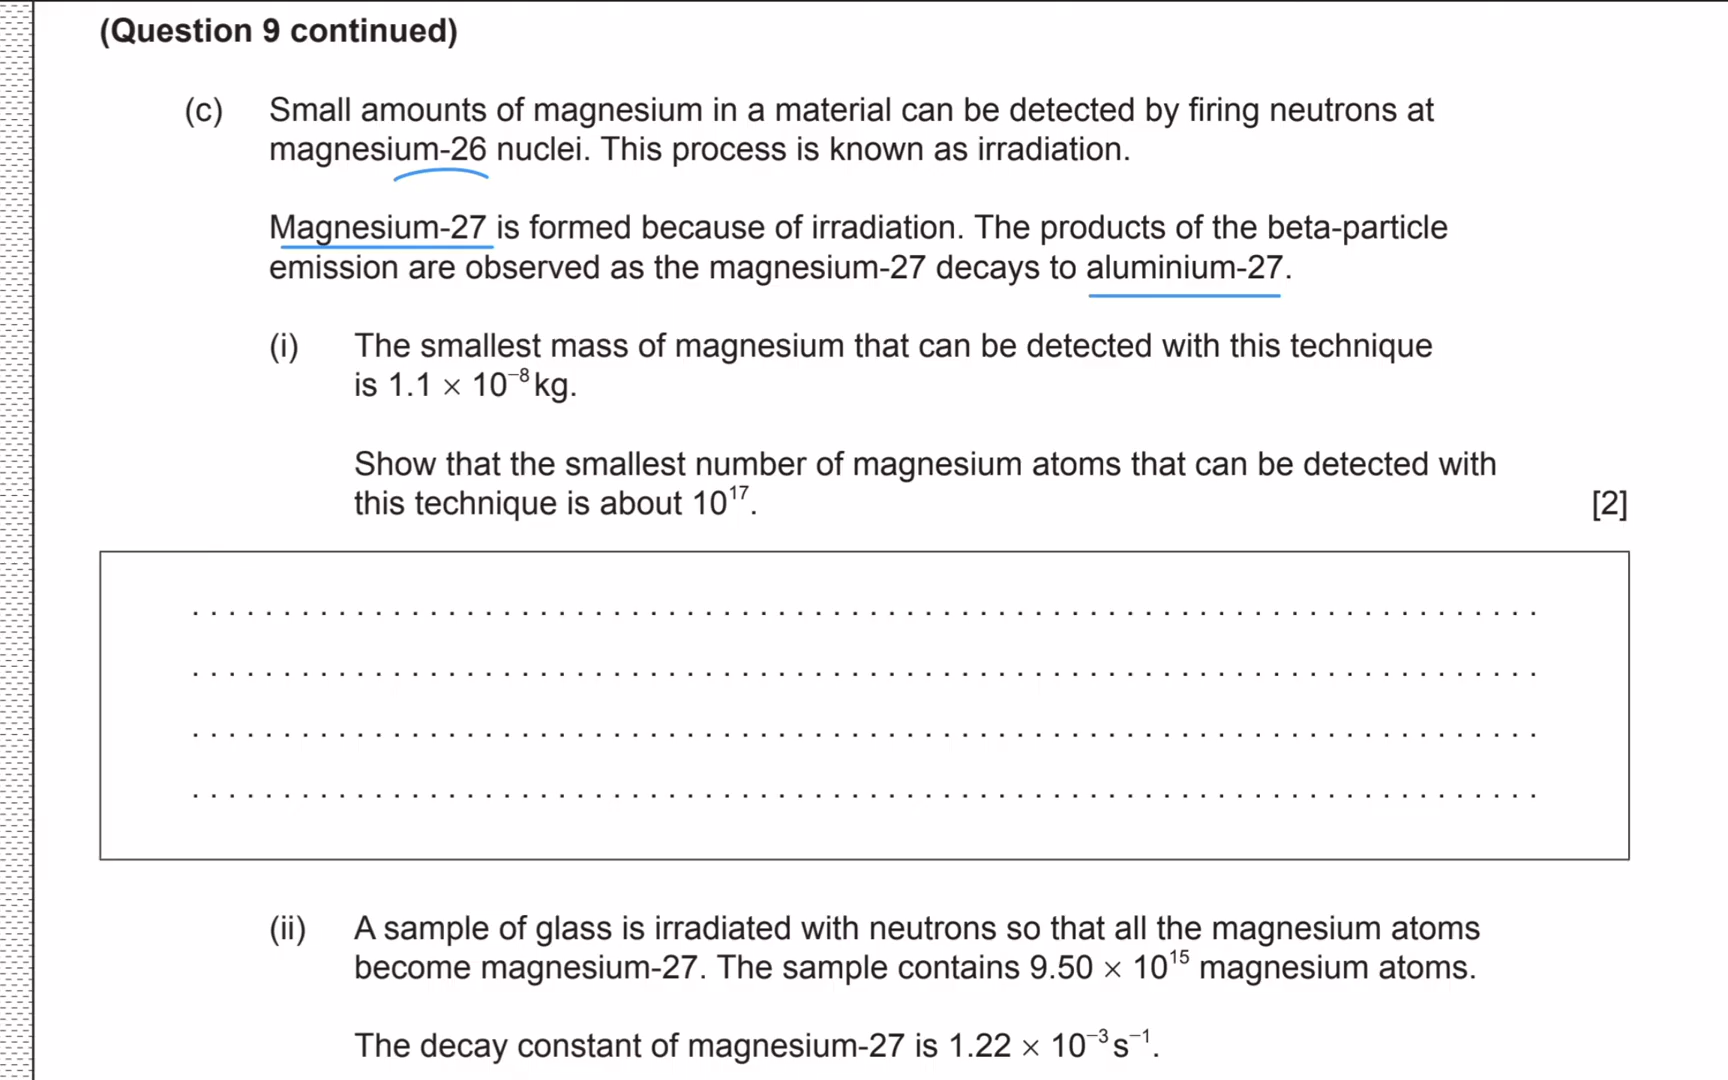 (Question 9 continued)
(c) Small amounts of magnesium in a material can be detected by firing neutrons at
magnesium-26 nuclei. This process is known as irradiation.
Magnesium-27 is formed because of irradiation. The products of the beta-particle
emission are observed as the magnesium-27 decays to aluminium-27.
(i) The smallest mass of magnesium that can be detected with this technique
is 1.1 × 10⁻⁸ kg.
Show that the smallest number of magnesium atoms that can be detected with
this technique is about 10¹⁷. [2]
(ii) A sample of glass is irradiated with neutrons so that all the magnesium atoms
become magnesium-27. The sample contains 9.50 × 10¹⁵ magnesium atoms.
The decay constant of magnesium-27 is 1.22 × 10⁻³ s⁻¹.